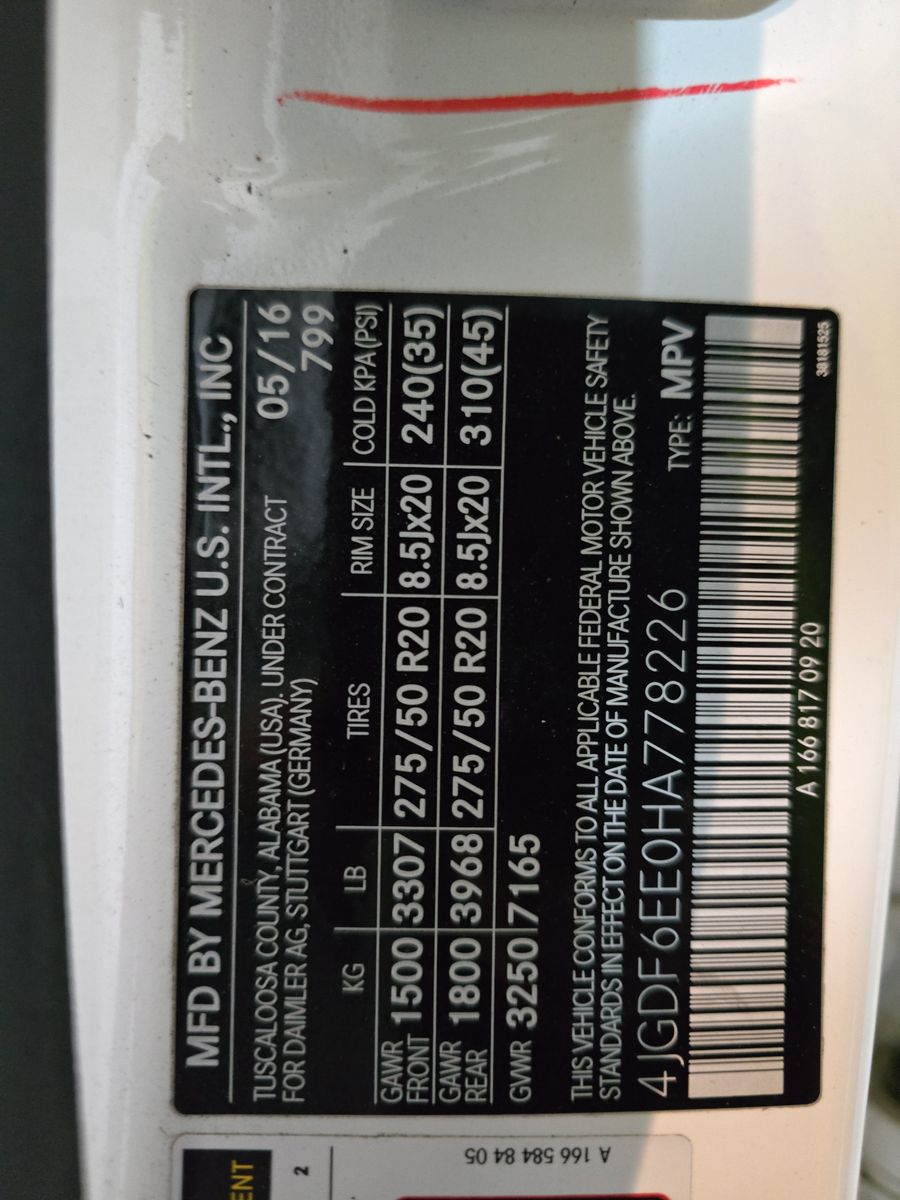 MFD BY MERCEDES-BENZ U.S. INTL., INC
TUSCALOOSA COUNTY, ALABAMA (USA). UNDER CONTRACT 05/16
FOR DAIMLER AG, STUTTGART (GERMANY) 799
KG LB TIRES RIM SIZE COLD KPA (PSI)
GAWR FRONT 1500 3307 275/50 R20 8.5Jx20 240(35)
GAWR REAR 1800 3968 275/50 R20 8.5Jx20 310(45)
GVWR 3250 7165
THIS VEHICLE CONFORMS TO ALL APPLICABLE FEDERAL MOTOR VEHICLE SAFETY
STANDARDS IN EFFECT ON THE DATE OF MANUFACTURE SHOWN ABOVE.
4JGDF6EE0HA778226 TYPE: MPV
A 166 817 09 20
38181525
ENT
2
A 166 584 84 05